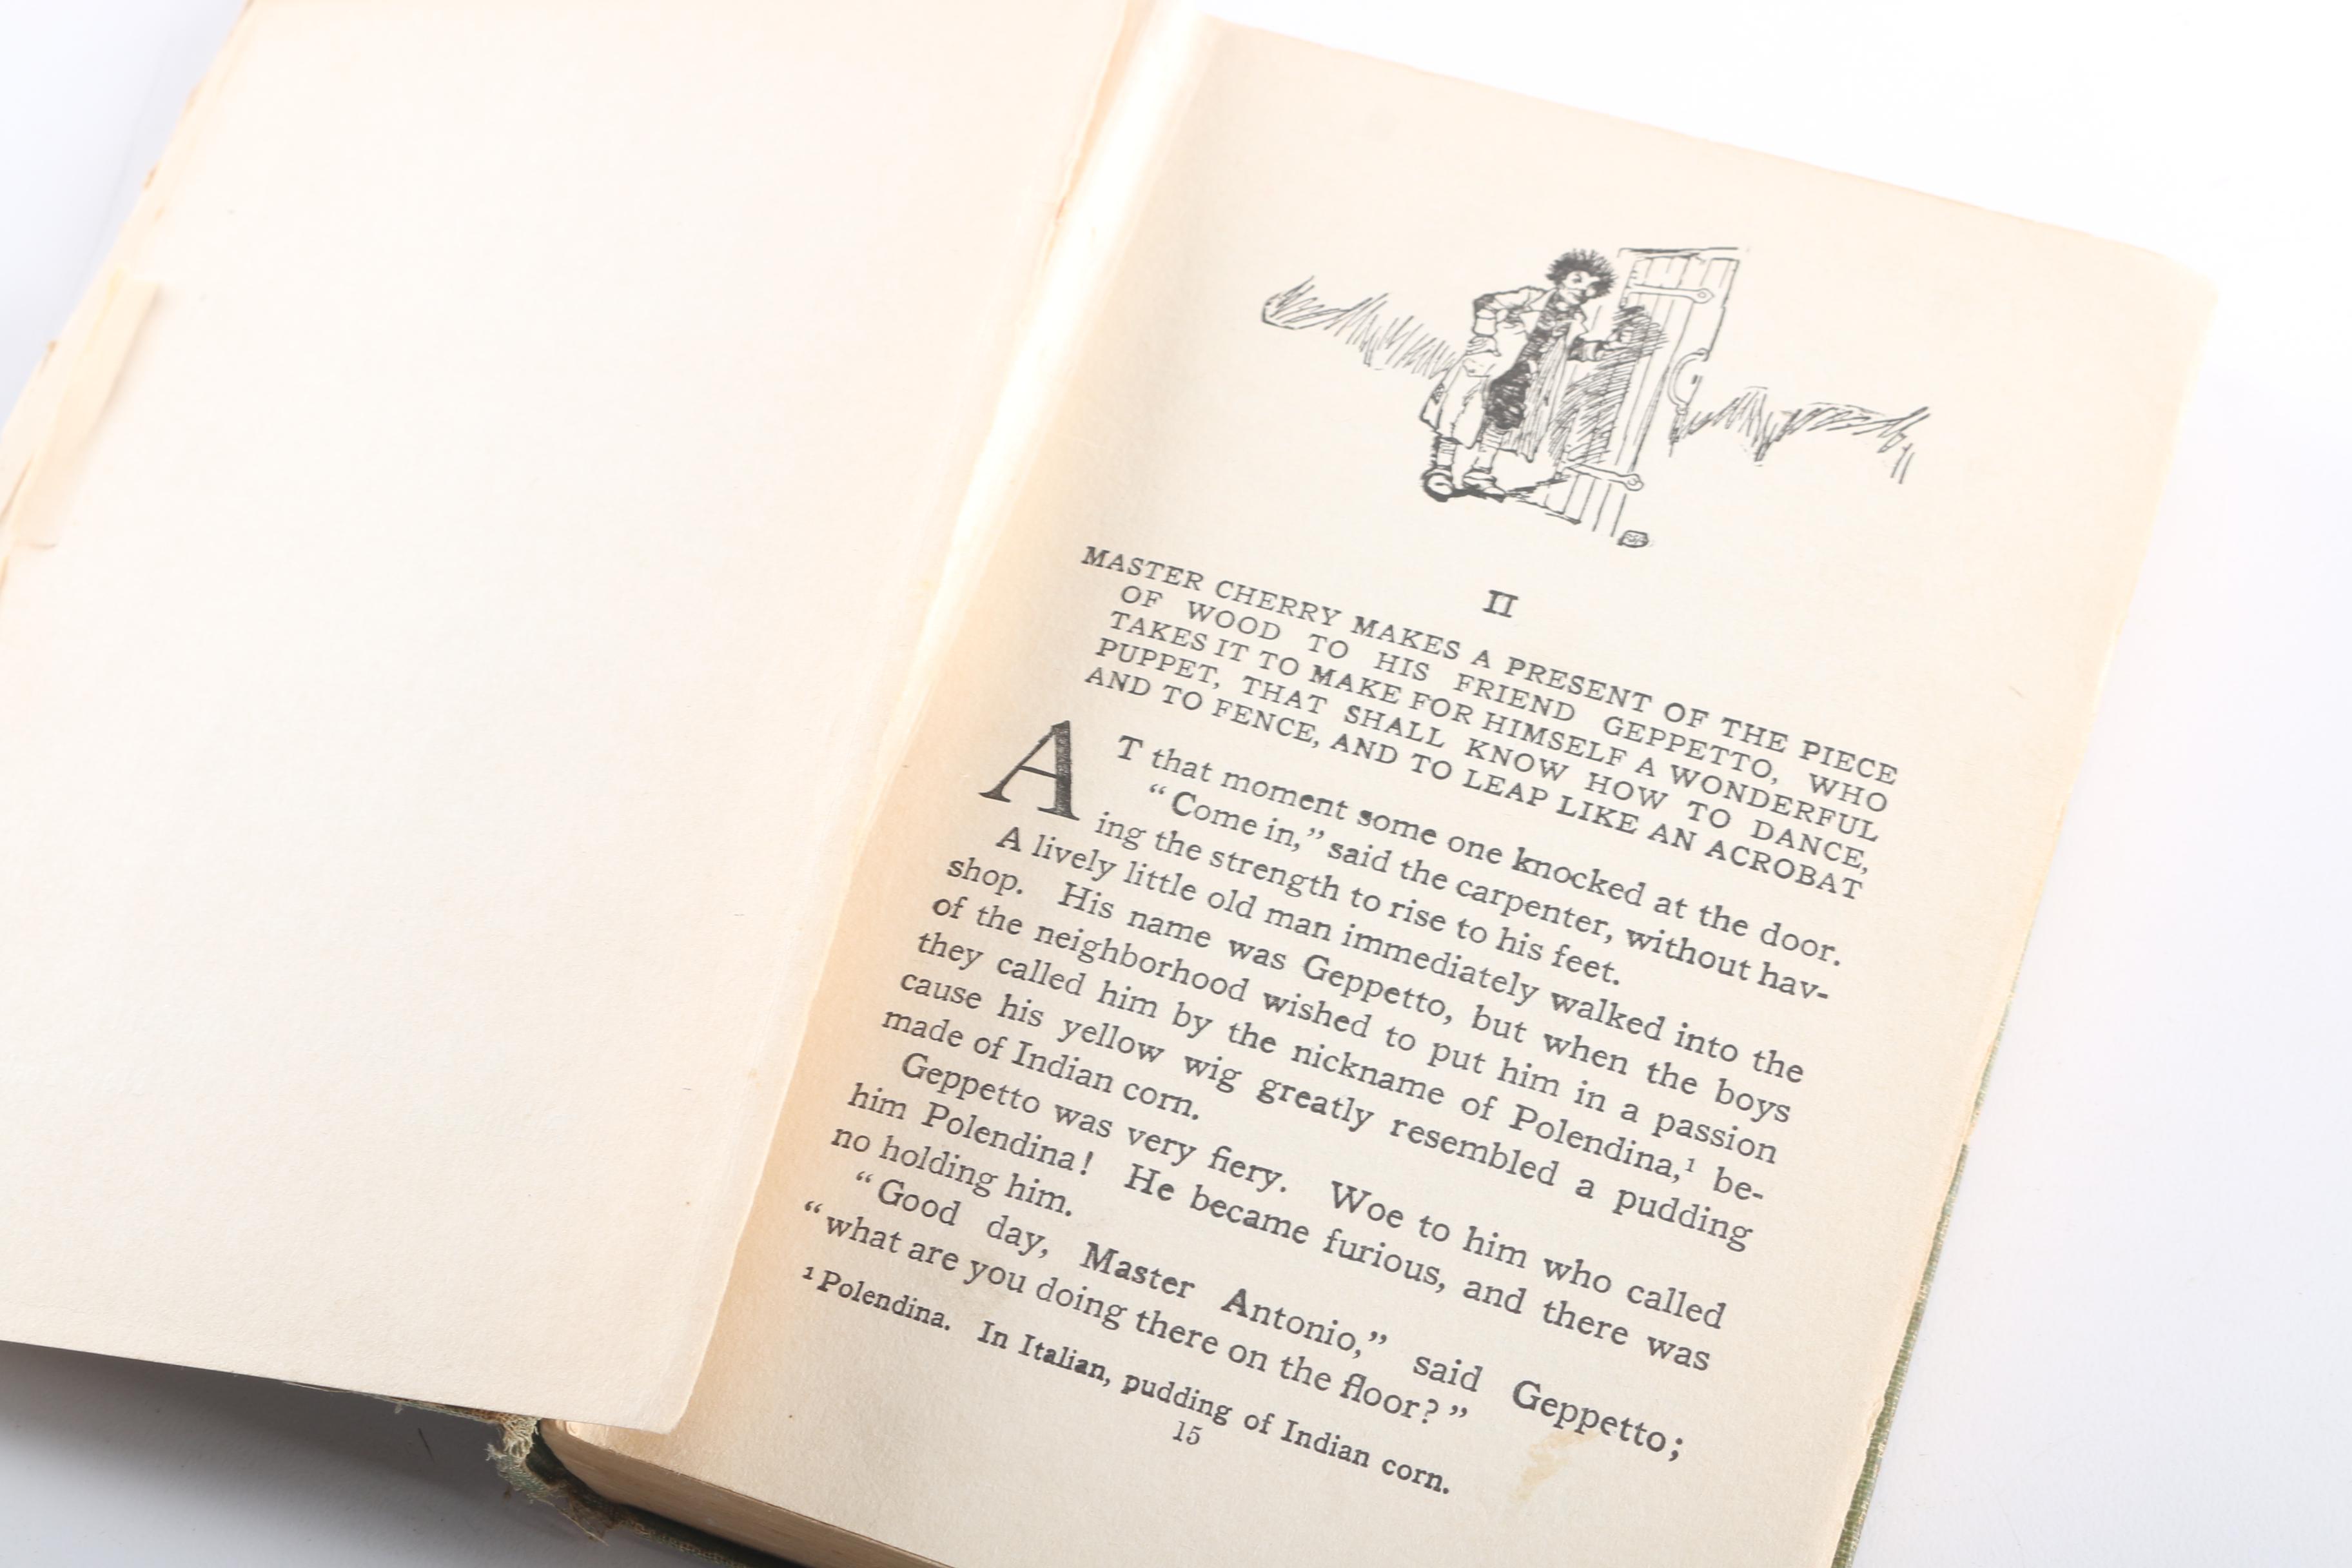 II
MASTER CHERRY MAKES A PRESENT OF THE PIECE
OF WOOD TO HIS FRIEND GEPPETTO, WHO
TAKES IT TO MAKE FOR HIMSELF A WONDERFUL
PUPPET, THAT SHALL KNOW HOW TO DANCE,
AND TO FENCE, AND TO LEAP LIKE AN ACROBAT
AT that moment some one knocked at the door.
“Come in,” said the carpenter, without hav-
ing the strength to rise to his feet.
A lively little old man immediately walked into the
shop. His name was Geppetto, but when the boys
of the neighborhood wished to put him in a passion
they called him by the nickname of Polendina,¹ be-
cause his yellow wig greatly resembled a pudding
made of Indian corn.
Geppetto was very fiery. Woe to him who called
him Polendina! He became furious, and there was
no holding him.
“Good day, Master Antonio,” said Geppetto;
“what are you doing there on the floor?”
¹ Polendina. In Italian, pudding of Indian corn.
15